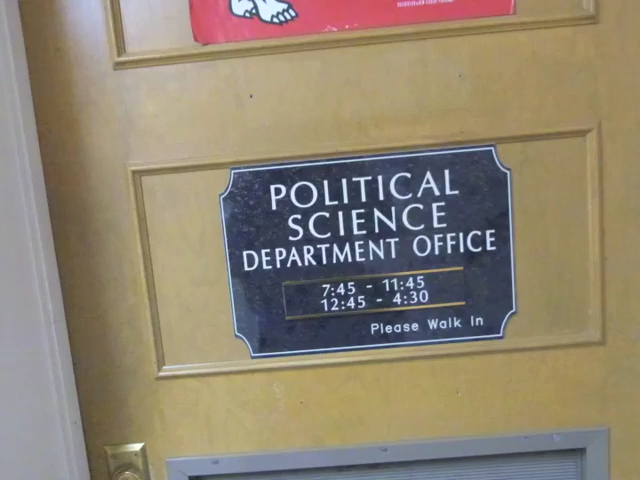 POLITICAL
SCIENCE
DEPARTMENT OFFICE
7:45 - 11:45
12:45 - 4:30
Please Walk In